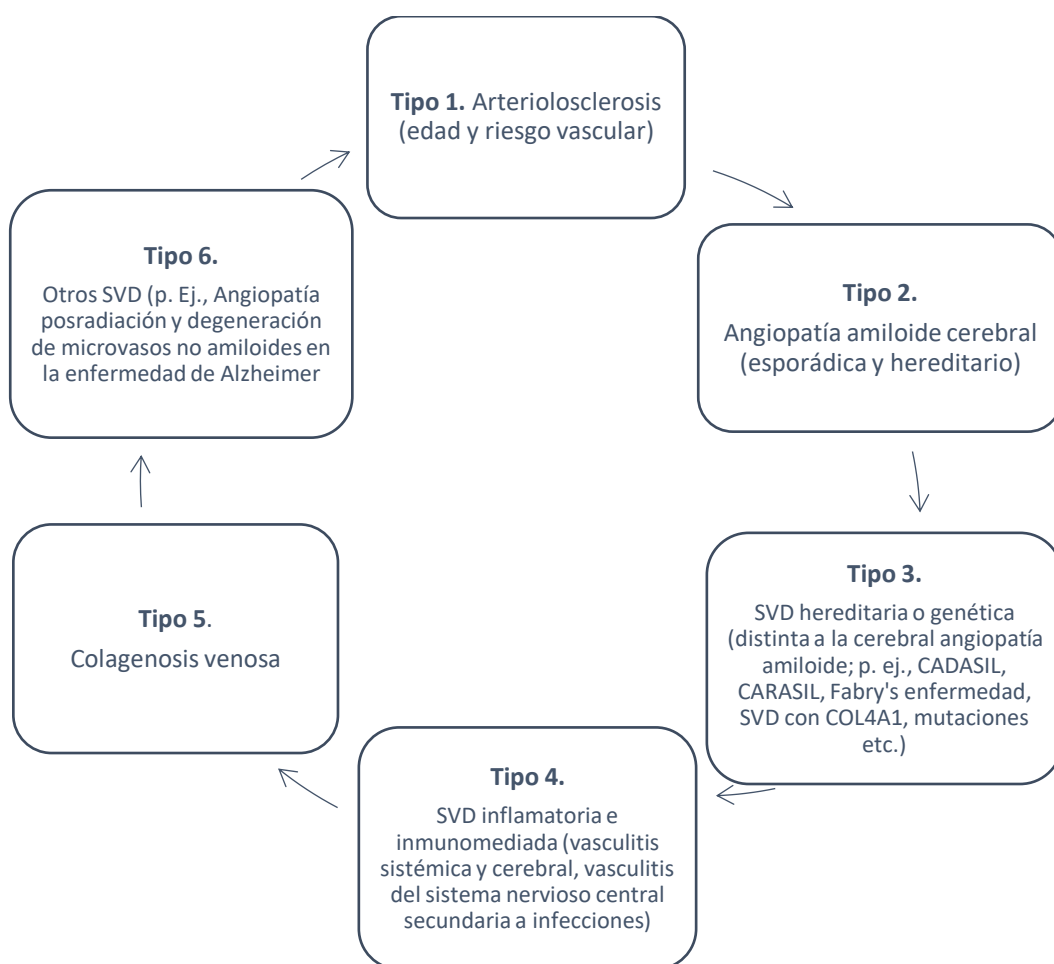 Tipo 1. Arteriolosclerosis
(edad y riesgo vascular)
Tipo 2.
Angiopatía amiloide cerebral
(esporádica y hereditario)
Tipo 3.
SVD hereditaria o genética
(distinta a la cerebral angiopatía
amiloide; p. ej., CADASIL,
CARASIL, Fabry's enfermedad,
SVD con COL4A1, mutaciones
etc.)
Tipo 4.
SVD inflamatoria e
inmunomediada (vasculitis
sistémica y cerebral, vasculitis
del sistema nervioso central
secundaria a infecciones)
Tipo 5.
Colagenosis venosa
Tipo 6.
Otros SVD (p. Ej., Angiopatía
posradiación y degeneración
de microvasos no amiloides en
la enfermedad de Alzheimer